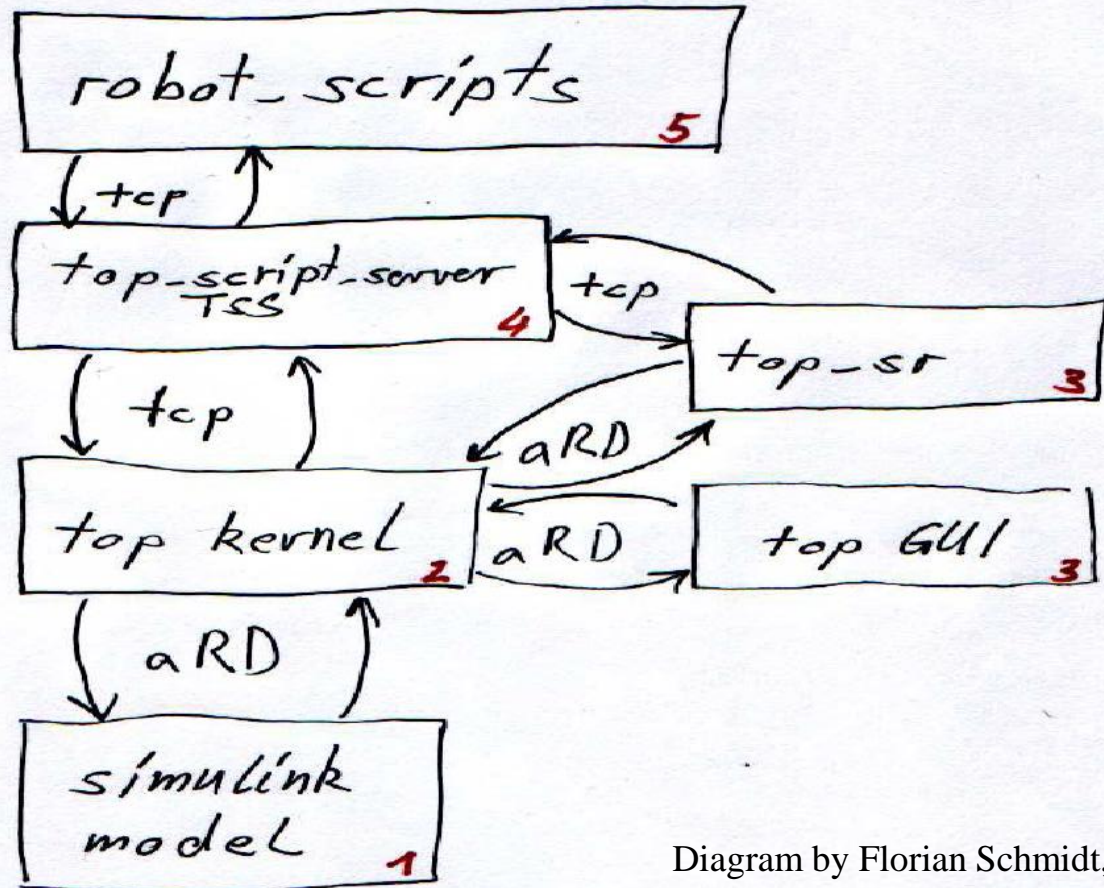 robot_scripts
5
tcp
top_script_server
TSS
4
tcp
top_sr
3
tcp
aRD
top kernel
2
aRD
top GUI
3
aRD
simulink
model
1
Diagram by Florian Schmidt,